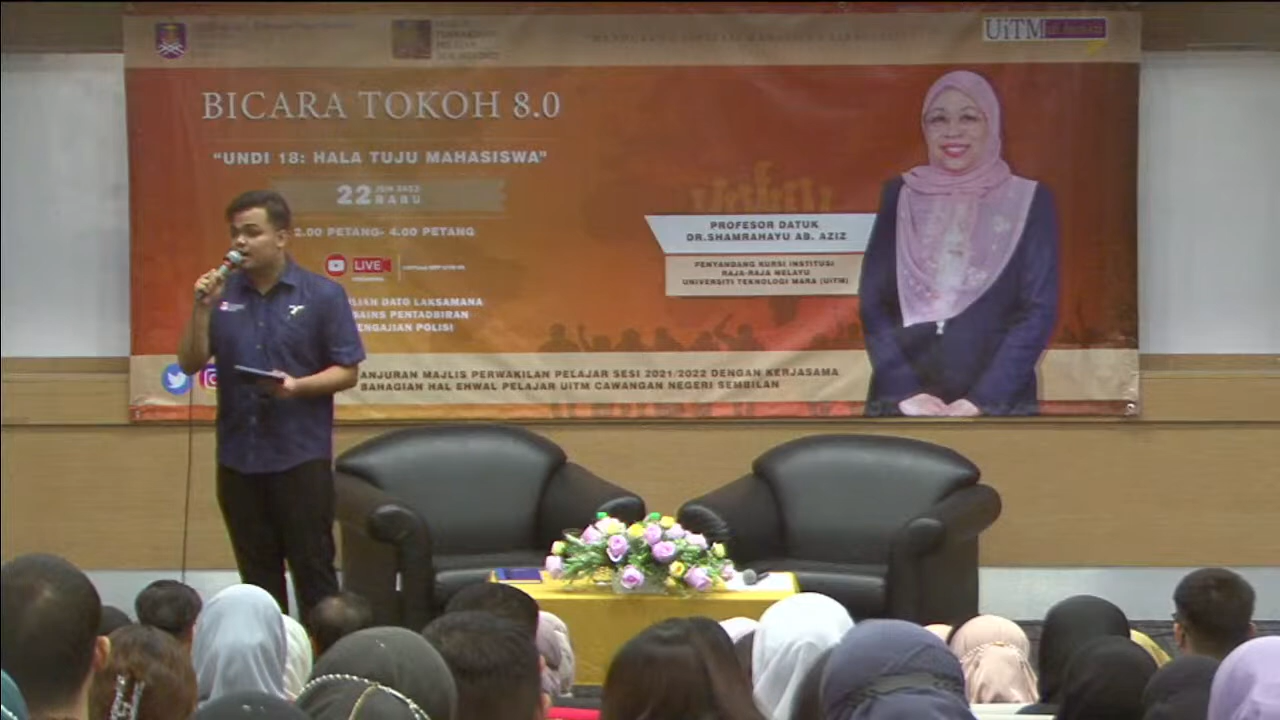 UiTM
BICARA TOKOH 8.0
"UNDI 18: HALA TUJU MAHASISWA"
22 JUN 2022
RABU
2.00 PETANG- 4.00 PETANG
LIVE
DATO LAKSAMANA
SAINS PENTADBIRAN
PENGAJIAN POLISI
PROFESOR DATUK
DR.SHAMRAHAYU AB. AZIZ
PENYANDANG KURSI INSTITUSI
RAJA-RAJA MELAYU
UNIVERSITI TEKNOLOGI MARA (UiTM)
ANJURAN MAJLIS PERWAKILAN PELAJAR SESI 2021/2022 DENGAN KERJASAMA
BAHAGIAN HAL EHWAL PELAJAR UITM CAWANGAN NEGERI SEMBILAN